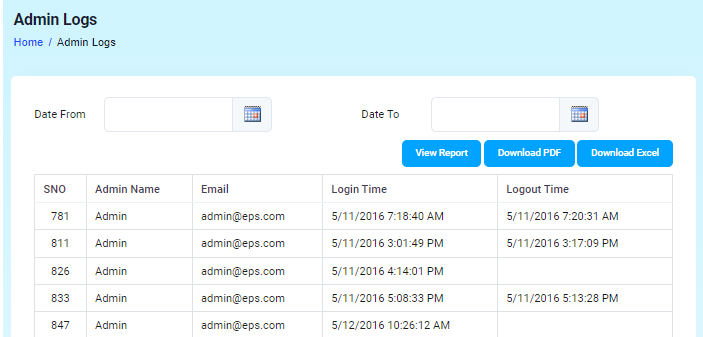 Admin Logs
Home / Admin Logs
Date From Date To
View Report Download PDF Download Excel
SNO Admin Name Email Login Time Logout Time
781 Admin admin@eps.com 5/11/2016 7:18:40 AM 5/11/2016 7:20:31 AM
811 Admin admin@eps.com 5/11/2016 3:01:49 PM 5/11/2016 3:17:09 PM
826 Admin admin@eps.com 5/11/2016 4:14:01 PM
833 Admin admin@eps.com 5/11/2016 5:08:33 PM 5/11/2016 5:13:28 PM
847 Admin admin@eps.com 5/12/2016 10:26:12 AM